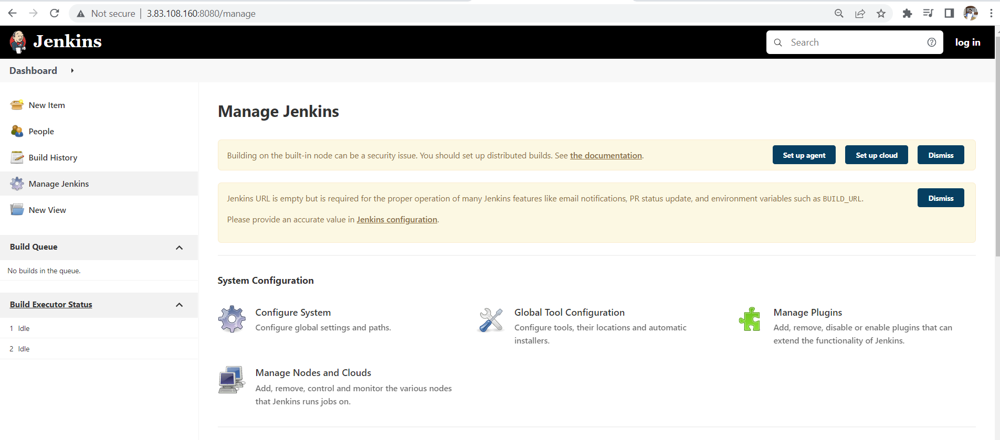 Not secure | 3.83.108.160:8080/manage
Jenkins
Search
log in
Dashboard
New Item
People
Build History
Manage Jenkins
New View
Build Queue
No builds in the queue.
Build Executor Status
1 Idle
2 Idle
Manage Jenkins
Building on the built-in node can be a security issue. You should set up distributed builds. See the documentation.
Set up agent
Set up cloud
Dismiss
Jenkins URL is empty but is required for the proper operation of many Jenkins features like email notifications, PR status update, and environment variables such as BUILD_URL.
Dismiss
Please provide an accurate value in Jenkins configuration.
System Configuration
Configure System
Configure global settings and paths.
Global Tool Configuration
Configure tools, their locations and automatic
installers.
Manage Plugins
Add, remove, disable or enable plugins that can
extend the functionality of Jenkins.
Manage Nodes and Clouds
Add, remove, control and monitor the various nodes
that Jenkins runs jobs on.